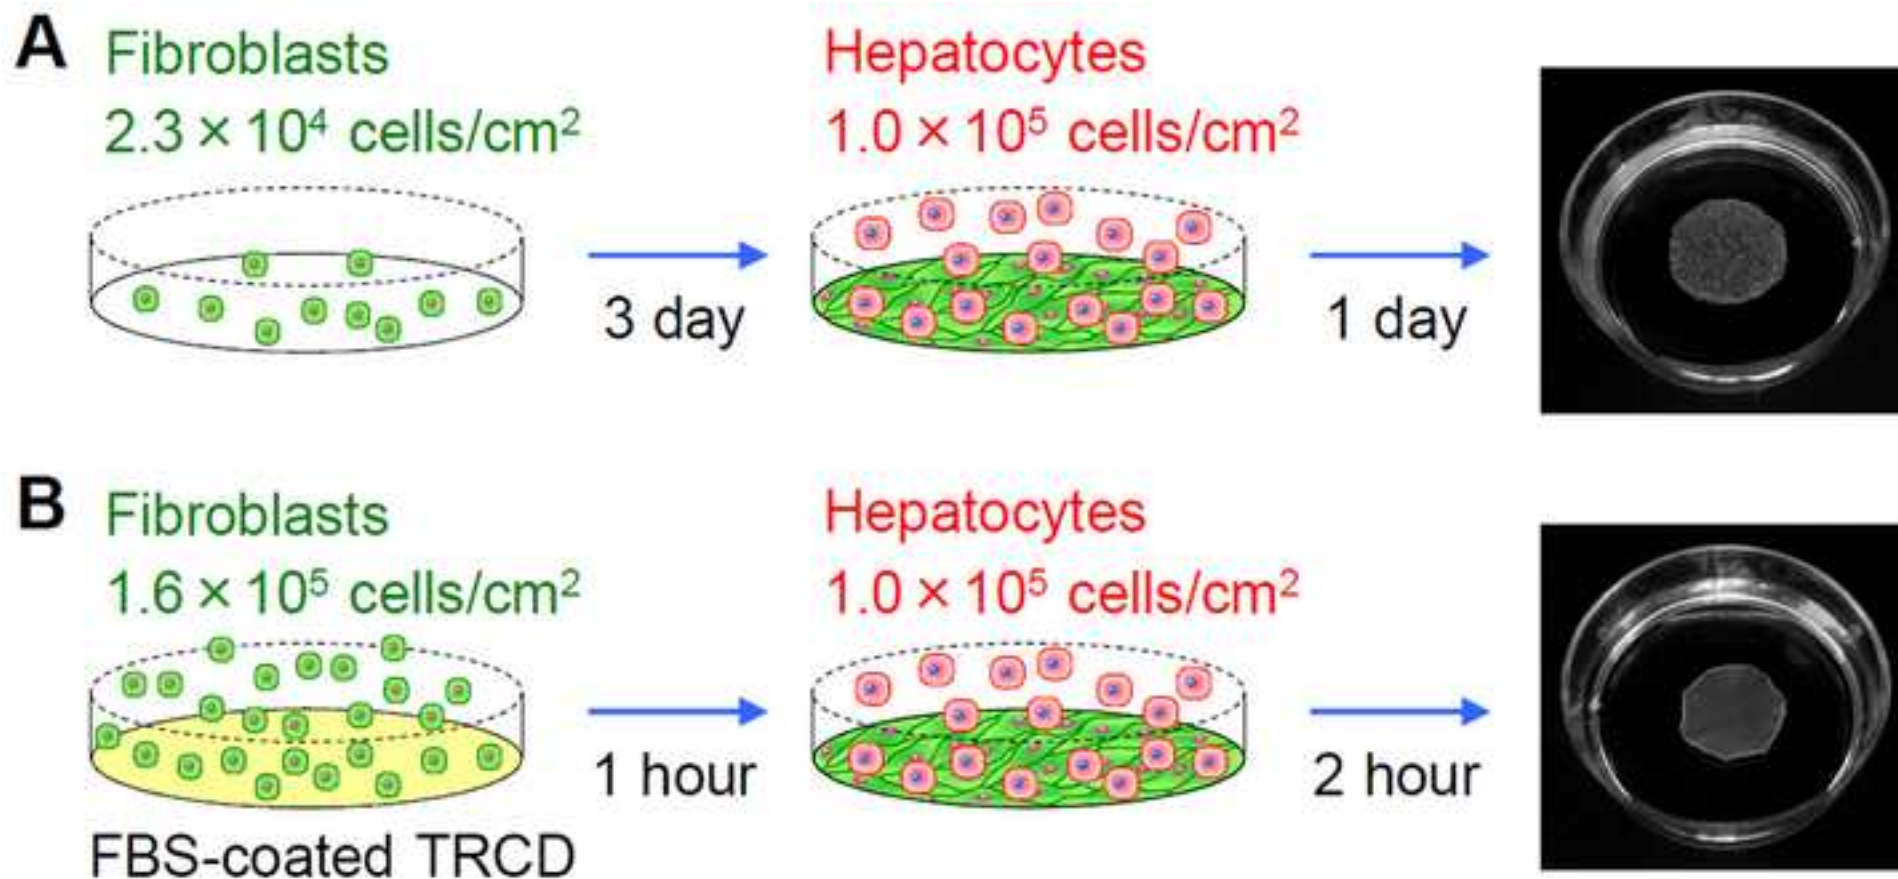 A
Fibroblasts
2.3 × 10⁴ cells/cm²
Hepatocytes
1.0 × 10⁵ cells/cm²
3 day
1 day
B
Fibroblasts
1.6 × 10⁵ cells/cm²
Hepatocytes
1.0 × 10⁵ cells/cm²
1 hour
2 hour
FBS-coated TRCD